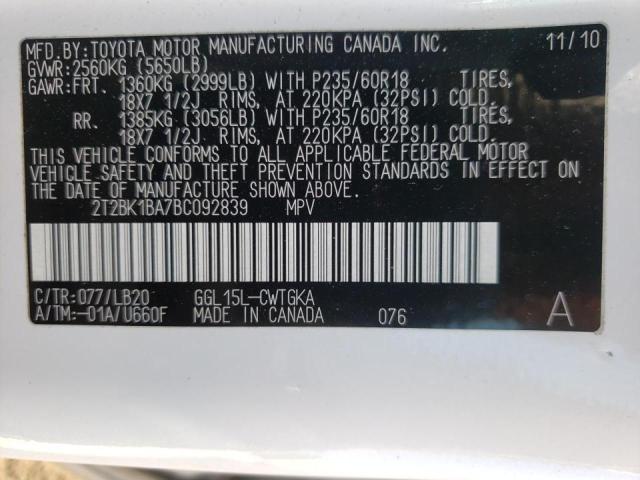 MFD.BY:TOYOTA MOTOR MANUFACTURING CANADA INC. 11/10
GVWR:2560KG (5650LB)
GAWR:FRT. 1360KG (2999LB) WITH P235/60R18 TIRES,
18X7 1/2J RIMS, AT 220KPA (32PSI) COLD.
RR. 1385KG (3056LB) WITH P235/60R18 TIRES,
18X7 1/2J RIMS, AT 220KPA (32PSI) COLD.
THIS VEHICLE CONFORMS TO ALL APPLICABLE FEDERAL MOTOR
VEHICLE SAFETY AND THEFT PREVENTION STANDARDS IN EFFECT ON
THE DATE OF MANUFACTURE SHOWN ABOVE.
2T2BK1BA7BC092839 MPV
C/TR:077/LB20 GGL15L-CWTGKA
A/TM:-01A/U660F MADE IN CANADA 076 A